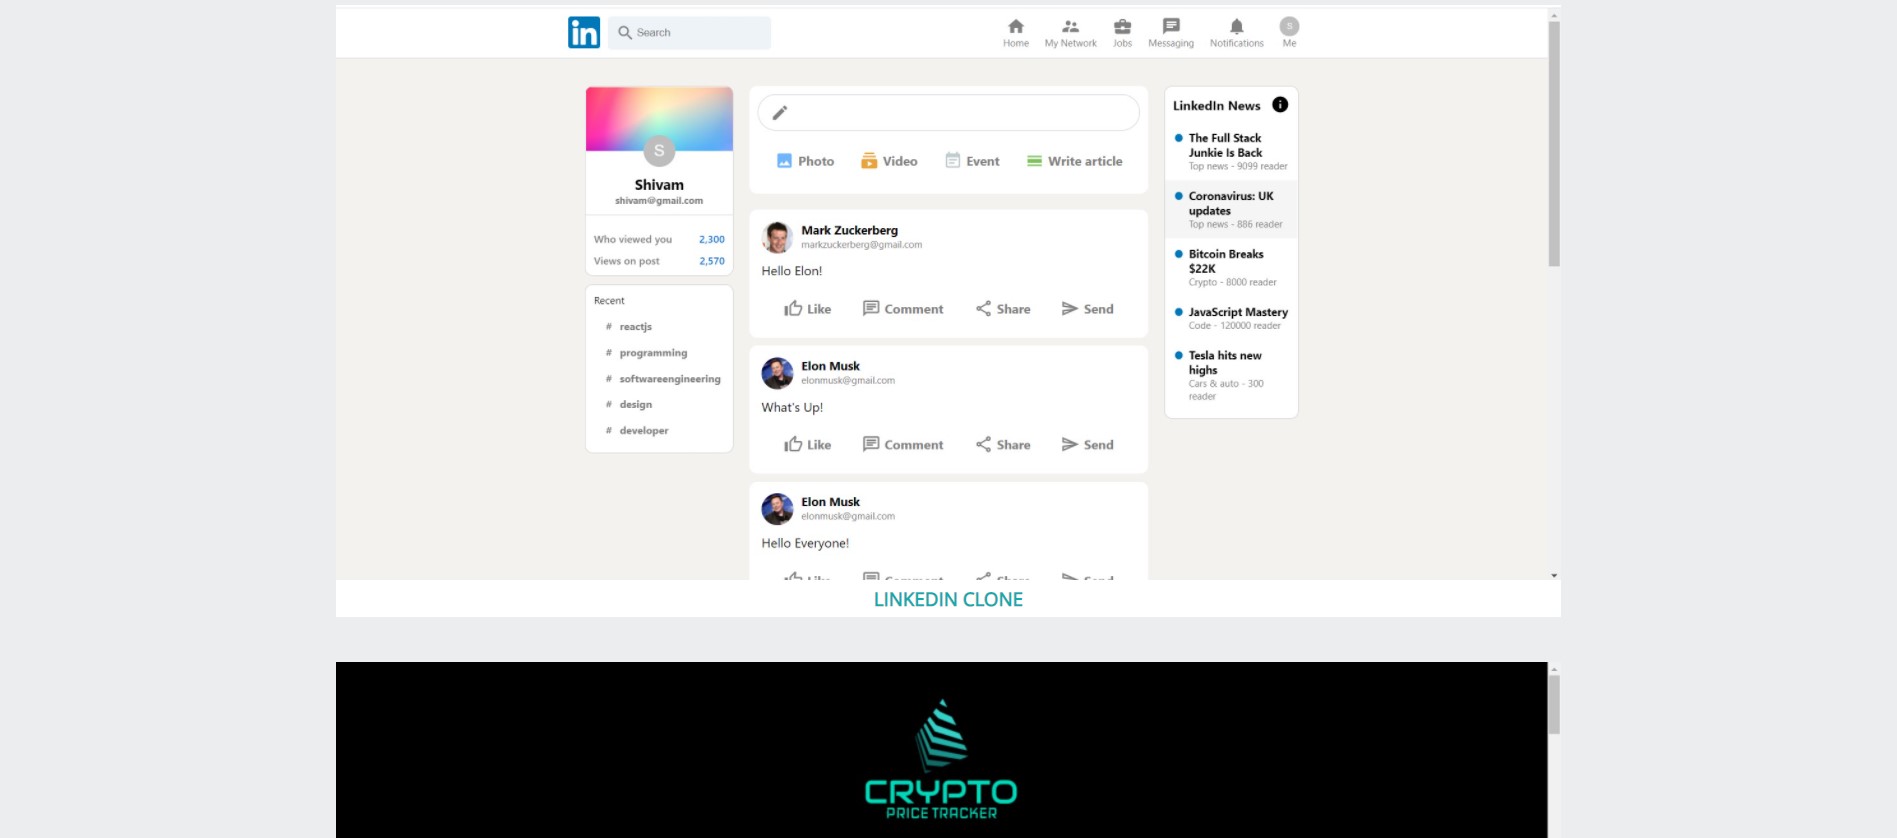 in
Search
Home
My Network
Jobs
Messaging
Notifications
S
Me
S
Shivam
shivam@gmail.com
Who viewed you 2,300
Views on post 2,570
Recent
# reactjs
# programming
# softwareengineering
# design
# developer
Photo Video Event Write article
Mark Zuckerberg
markzuckerberg@gmail.com
Hello Elon!
Like Comment Share Send
Elon Musk
elonmusk@gmail.com
What's Up!
Like Comment Share Send
Elon Musk
elonmusk@gmail.com
Hello Everyone!
Like Comment Share Send
LinkedIn News
The Full Stack
Junkie Is Back
Top news - 9099 reader
Coronavirus: UK
updates
Top news - 886 reader
Bitcoin Breaks
$22K
Crypto - 8000 reader
JavaScript Mastery
Code - 120000 reader
Tesla hits new
highs
Cars & auto - 300
reader
LINKEDIN CLONE
CRYPTO
PRICE TRACKER